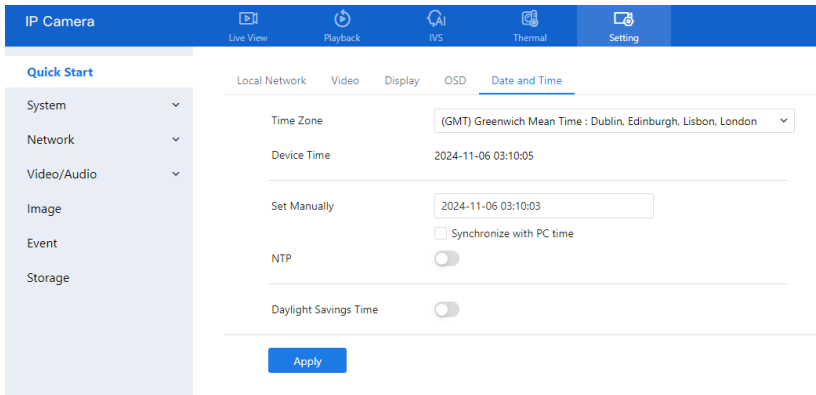 IP Camera
Live View
Playback
AI
IVS
Thermal
Setting
Quick Start
System
Network
Video/Audio
Image
Event
Storage
Local Network Video Display OSD Date and Time
Time Zone (GMT) Greenwich Mean Time : Dublin, Edinburgh, Lisbon, London
Device Time 2024-11-06 03:10:05
Set Manually 2024-11-06 03:10:03
Synchronize with PC time
NTP
Daylight Savings Time
Apply